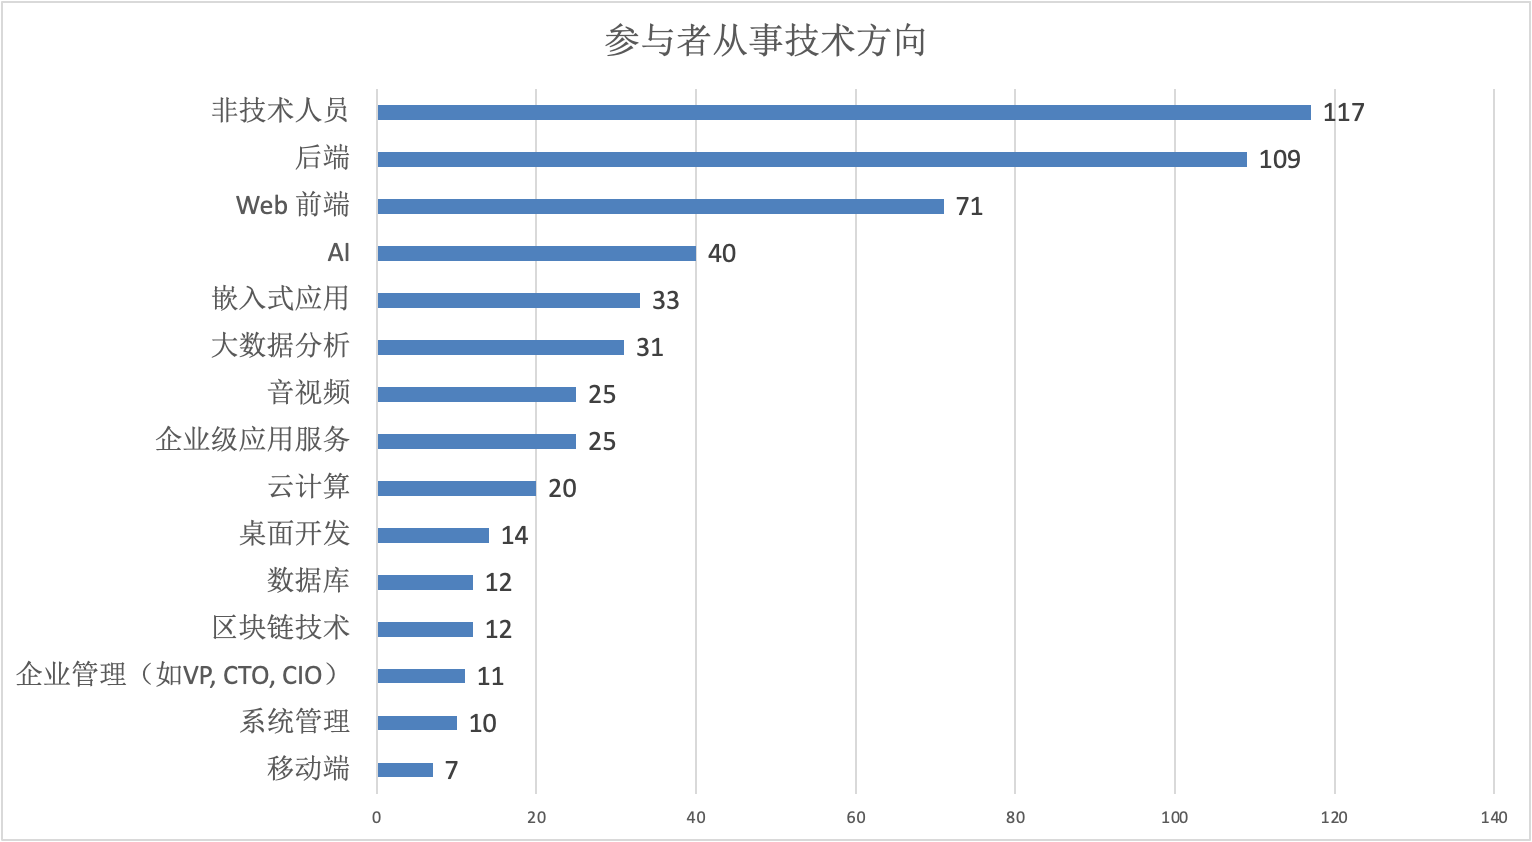 参与者从事技术方向
非技术人员 117
后端 109
Web 前端 71
AI 40
嵌入式应用 33
大数据分析 31
音视频 25
企业级应用服务 25
云计算 20
桌面开发 14
数据库 12
区块链技术 12
企业管理（如VP, CTO, CIO） 11
系统管理 10
移动端 7
0 20 40 60 80 100 120 140